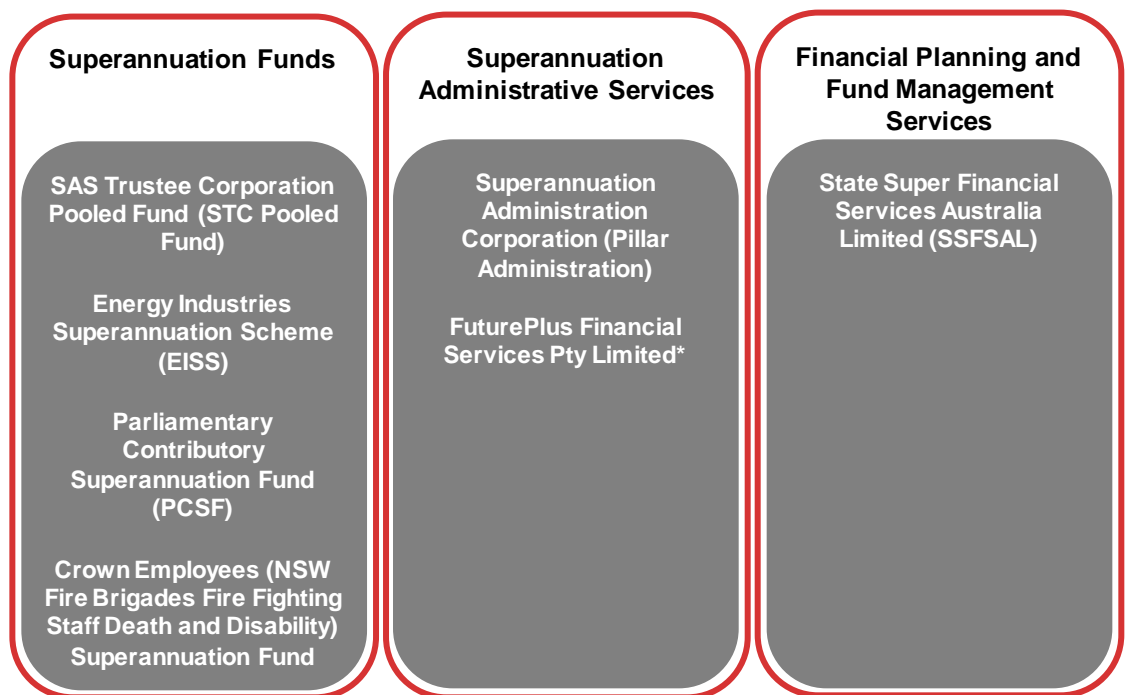 Superannuation Funds
SAS Trustee Corporation
Pooled Fund (STC Pooled
Fund)
Energy Industries
Superannuation Scheme
(EISS)
Parliamentary
Contributory
Superannuation Fund
(PCSF)
Crown Employees (NSW
Fire Brigades Fire Fighting
Staff Death and Disability)
Superannuation Fund
Superannuation
Administrative Services
Superannuation
Administration
Corporation (Pillar
Administration)
FuturePlus Financial
Services Pty Limited*
Financial Planning and
Fund Management
Services
State Super Financial
Services Australia
Limited (SSFSAL)